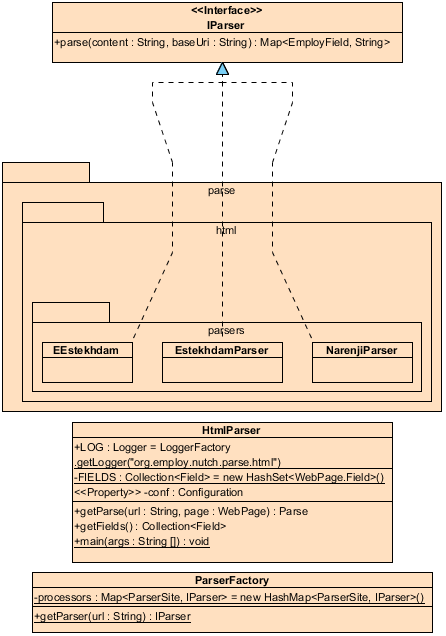 <<Interface>>
IParser
+parse(content : String, baseUri : String) : Map<EmployField, String>
parse
html
parsers
EEstekhdam
EstekhdamParser
NarenjiParser
HtmlParser
+LOG : Logger = LoggerFactory
.getLogger("org.employ.nutch.parse.html")
-FIELDS : Collection<Field> = new HashSet<WebPage.Field>()
<<Property>> -conf : Configuration
+getParse(url : String, page : WebPage) : Parse
+getFields() : Collection<Field>
+main(args : String []) : void
ParserFactory
-processors : Map<ParserSite, IParser> = new HashMap<ParserSite, IParser>()
+getParser(url : String) : IParser